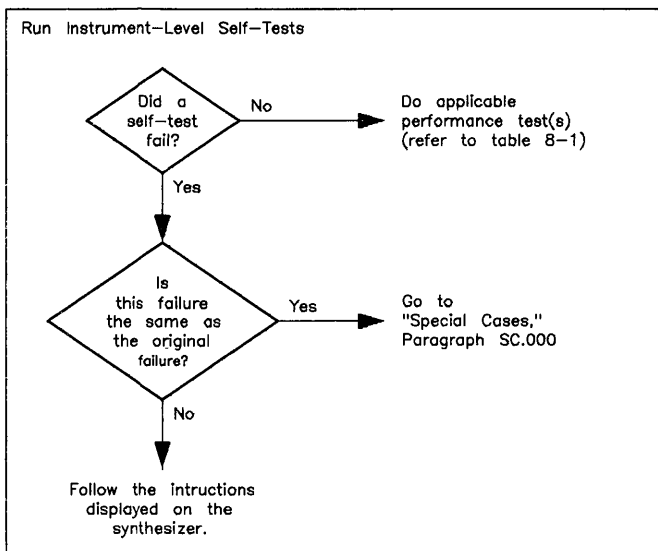 Run Instrument-Level Self-Tests
Did a
self-test
fail?
No
Do applicable
performance test(s)
(refer to table 8-1)
Yes
Is
this failure
the same as
the original
failure?
Yes
Go to
"Special Cases,"
Paragraph SC.000
No
Follow the intructions
displayed on the
synthesizer.